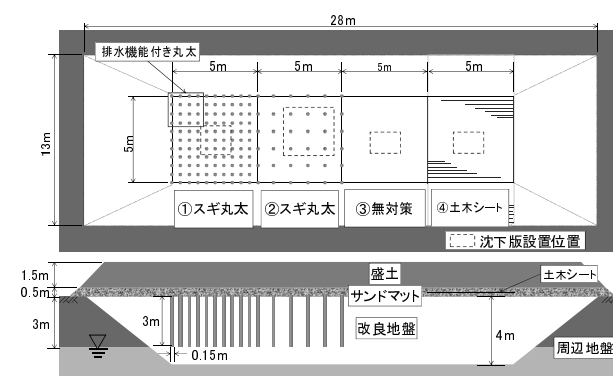 28m
排水機能付き丸太
5m
5m
5m
5m
13m
5m
①スギ丸太
②スギ丸太
③無対策
④土木シート
沈下版設置位置
1.5m
盛土
土木シート
0.5m
サンドマット
3m
3m
改良地盤
4m
0.15m
周辺地盤